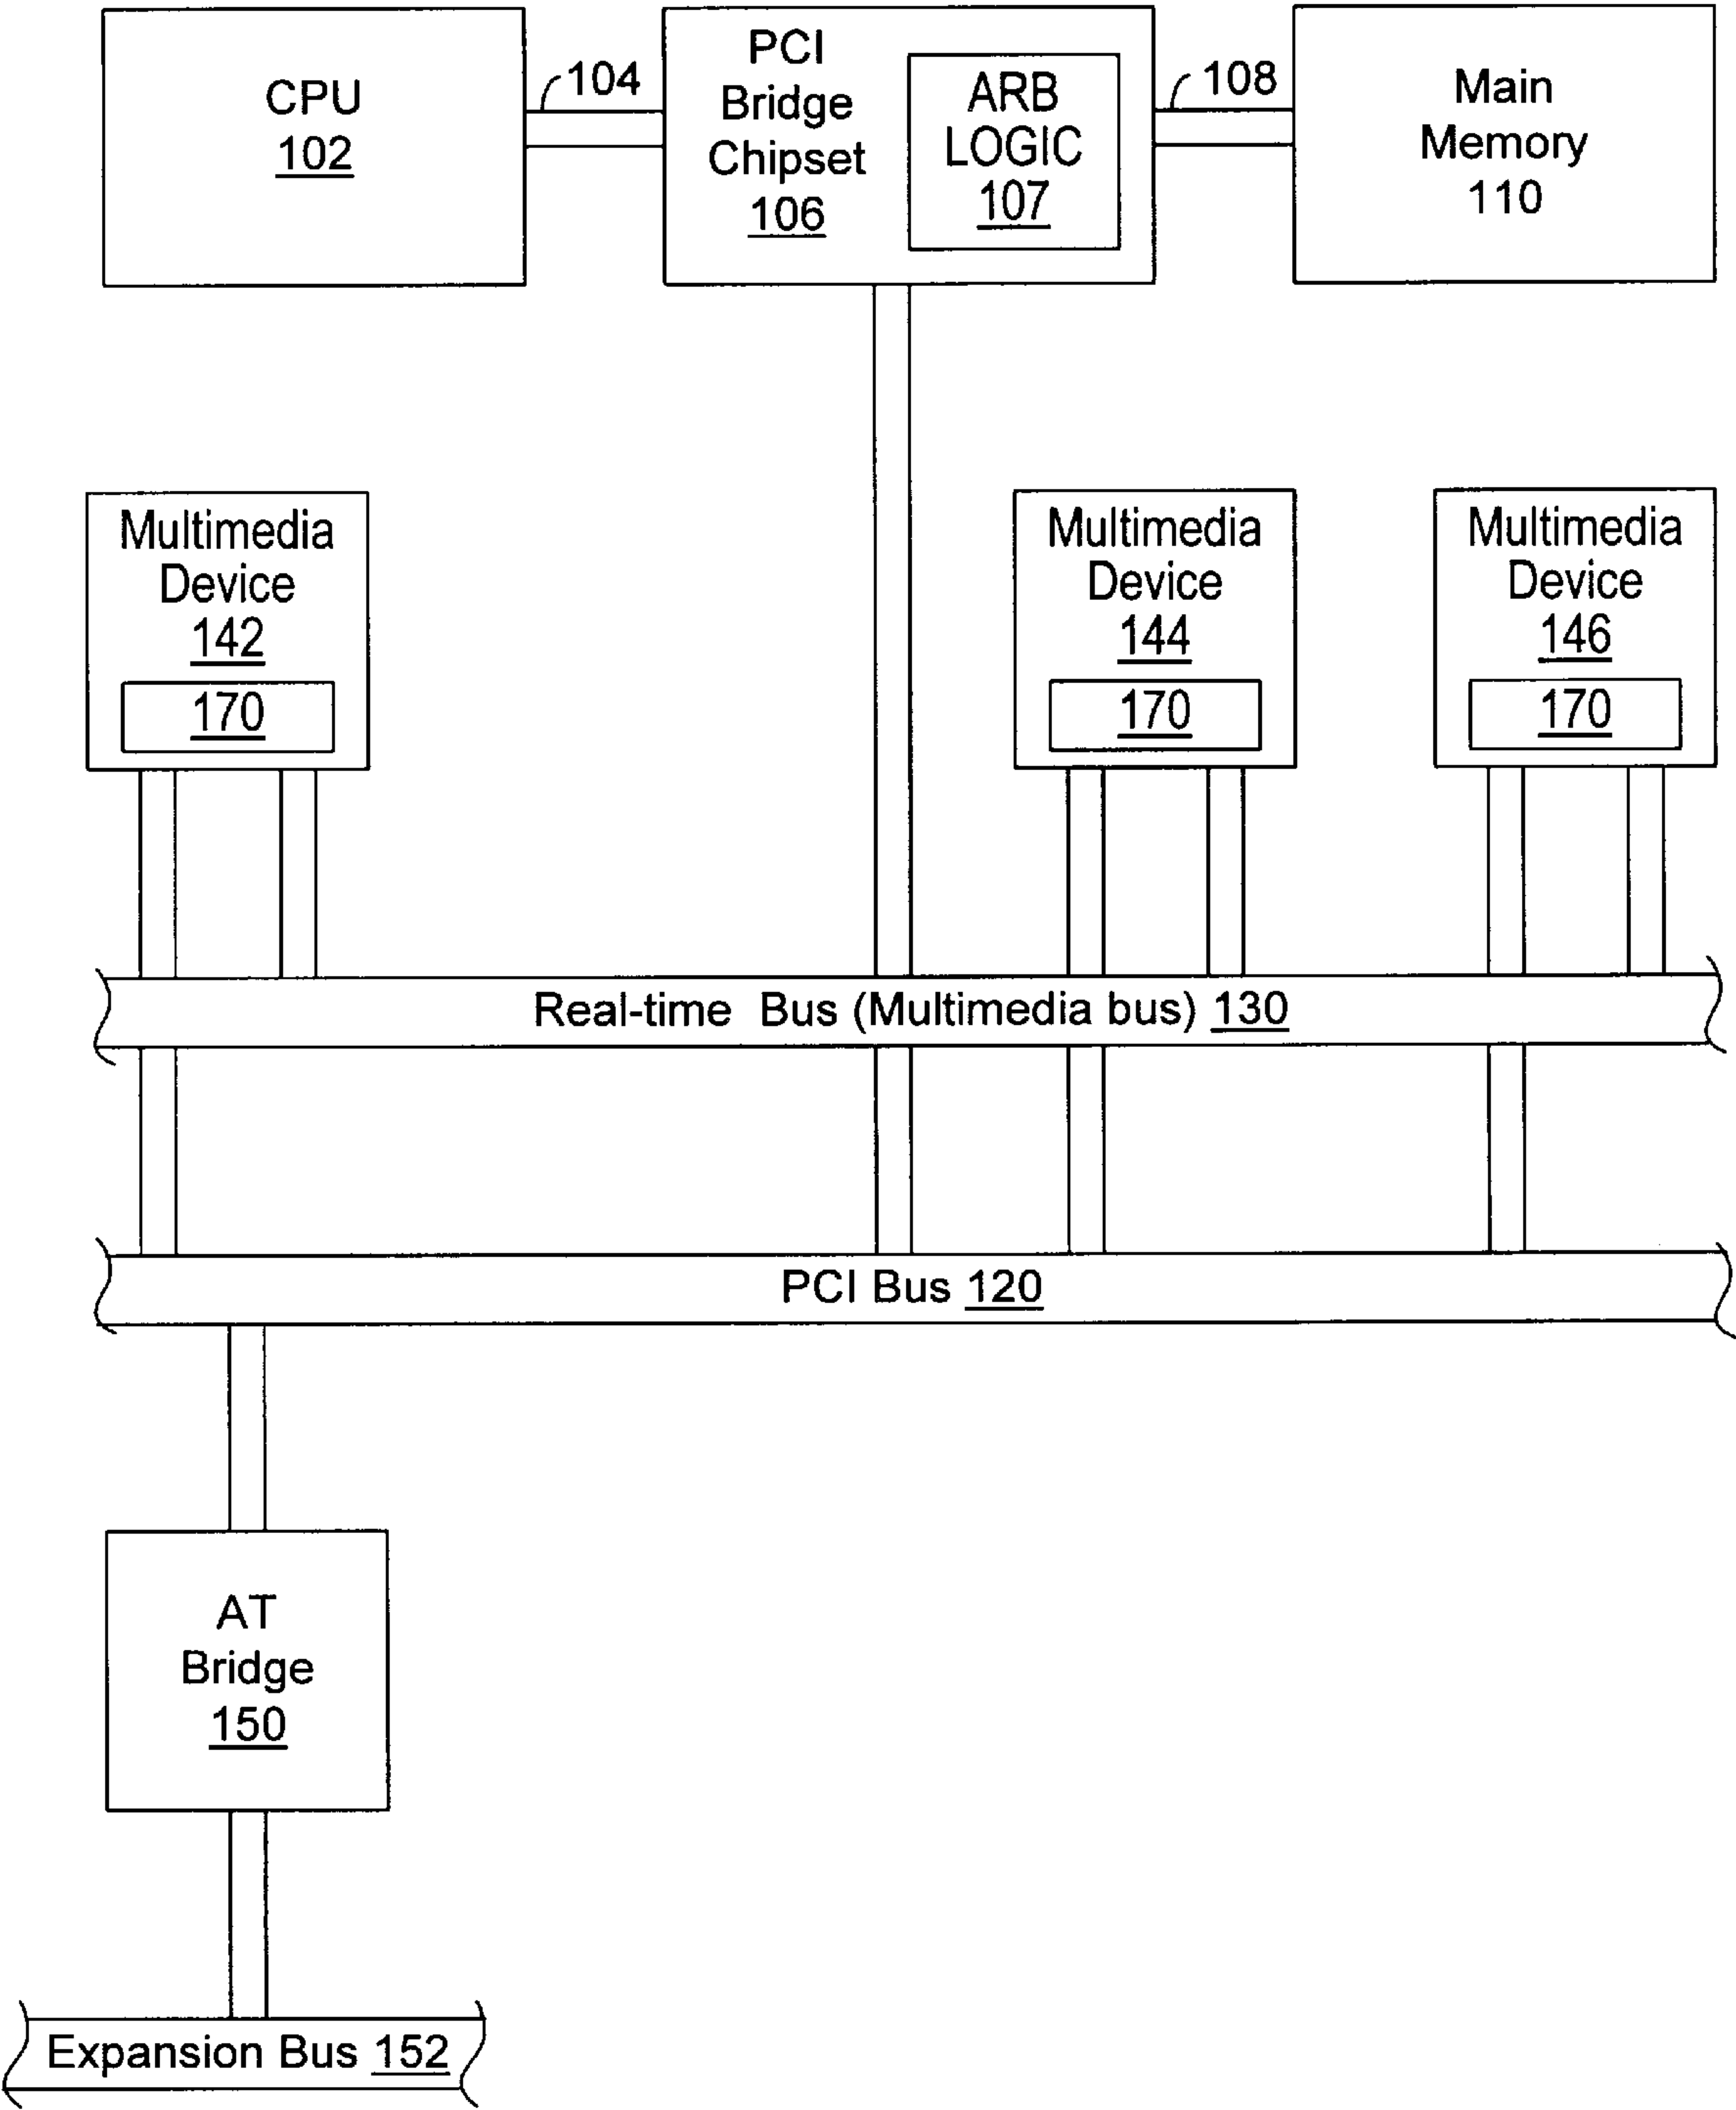 CPU
102
104
PCI
Bridge
Chipset
106
ARB
LOGIC
107
108
Main
Memory
110
Multimedia
Device
142
170
Multimedia
Device
144
170
Multimedia
Device
146
170
Real-time Bus (Multimedia bus) 130
PCI Bus 120
AT
Bridge
150
Expansion Bus 152